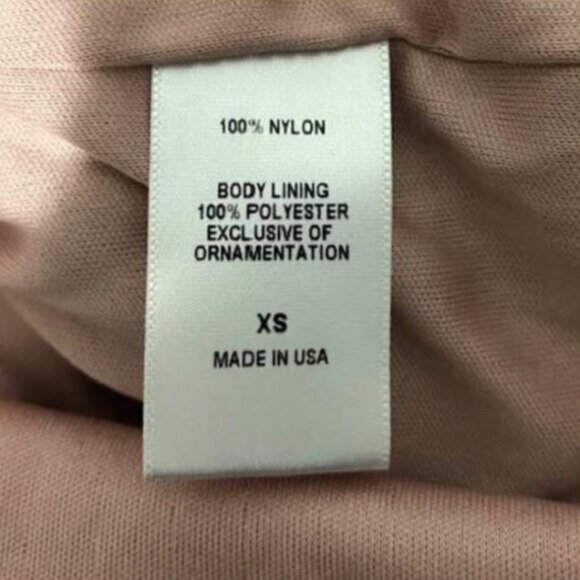 100% NYLON
BODY LINING
100% POLYESTER
EXCLUSIVE OF
ORNAMENTATION
XS
MADE IN USA